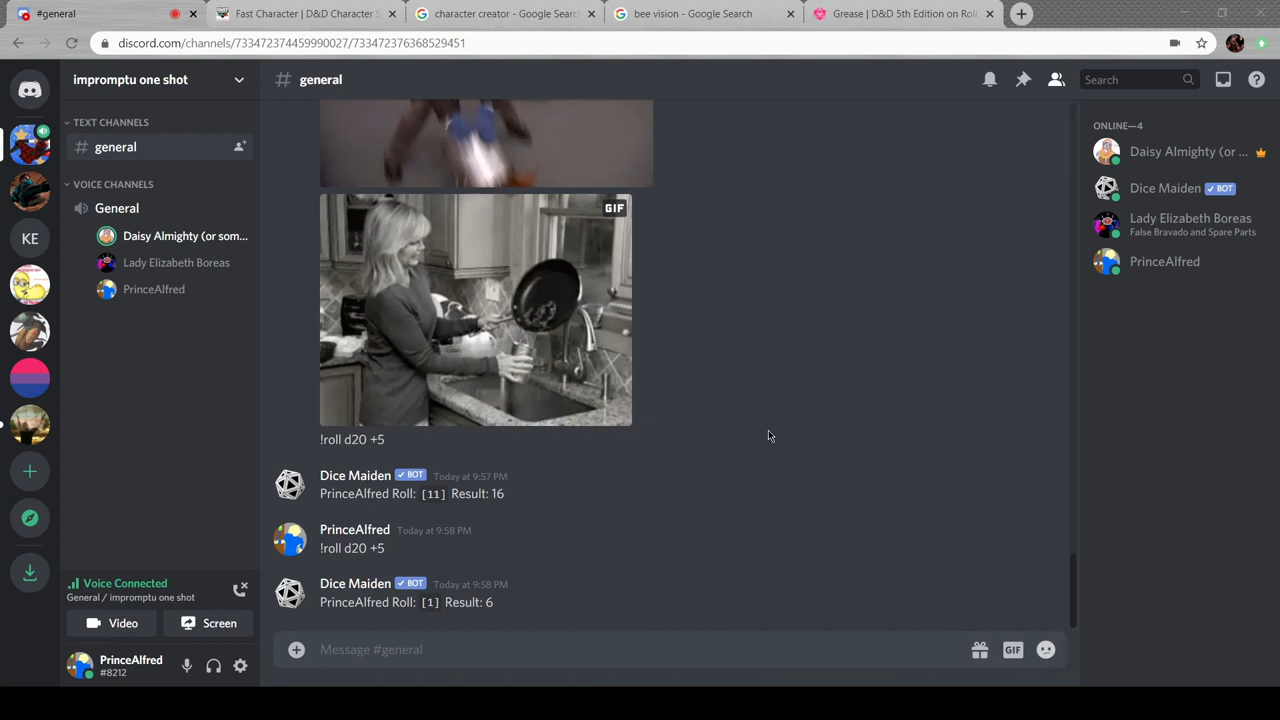 #general
Fast Character | D&D Character S
character creator - Google Search
bee vision - Google Search
Grease | D&D 5th Edition on Roll
discord.com/channels/733472374459990027/733472376368529451
impromptu one shot
# general
Search
TEXT CHANNELS
# general
VOICE CHANNELS
General
Daisy Almighty (or som...
Lady Elizabeth Boreas
PrinceAlfred
KE
GIF
!roll d20 +5
Dice Maiden BOT Today at 9:57 PM
PrinceAlfred Roll: [11] Result: 16
PrinceAlfred Today at 9:58 PM
!roll d20 +5
Dice Maiden BOT Today at 9:58 PM
PrinceAlfred Roll: [1] Result: 6
Message #general
GIF
ONLINE—4
Daisy Almighty (or ...
Dice Maiden BOT
Lady Elizabeth Boreas
False Bravado and Spare Parts
PrinceAlfred
Voice Connected
General / impromptu one shot
Video
Screen
PrinceAlfred
#8212